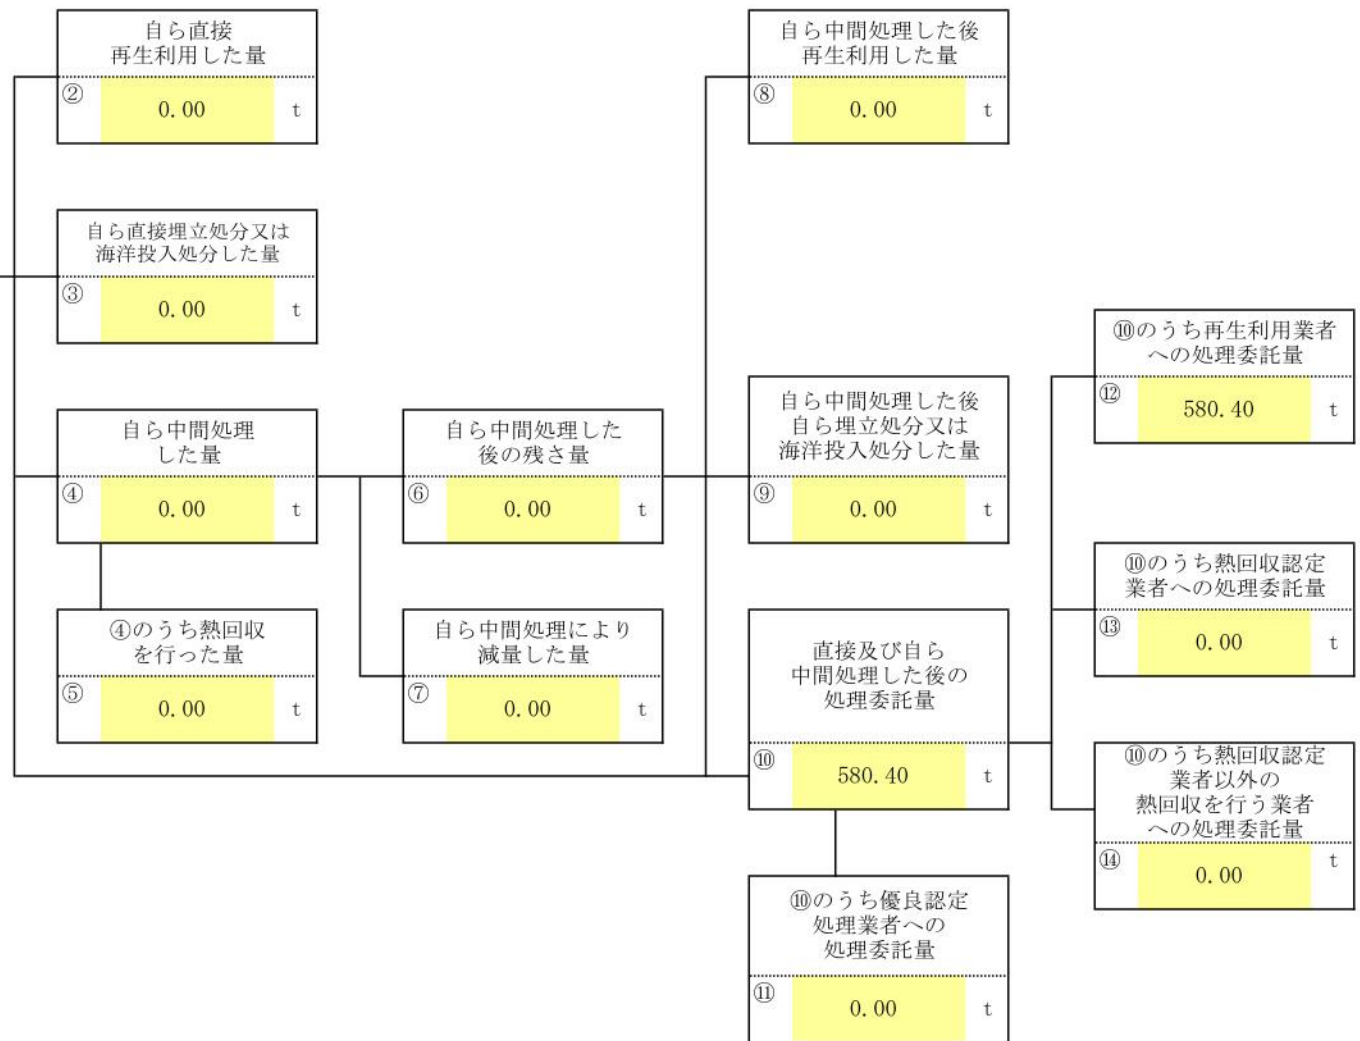 自ら直接
再生利用した量
②
0.00
t
自ら中間処理した後
再生利用した量
⑧
0.00
t
自ら直接埋立処分又は
海洋投入処分した量
③
0.00
t
⑩のうち再生利用業者
への処理委託量
⑫
580.40
t
自ら中間処理
した量
④
0.00
t
自ら中間処理した
後の残さ量
⑥
0.00
t
自ら中間処理した後
自ら埋立処分又は
海洋投入処分した量
⑨
0.00
t
⑩のうち熱回収認定
業者への処理委託量
⑬
0.00
t
④のうち熱回収
を行った量
⑤
0.00
t
自ら中間処理により
減量した量
⑦
0.00
t
直接及び自ら
中間処理した後の
処理委託量
⑩
580.40
t
⑩のうち熱回収認定
業者以外の
熱回収を行う業者
への処理委託量
⑭
0.00
t
⑩のうち優良認定
処理業者への
処理委託量
⑪
0.00
t